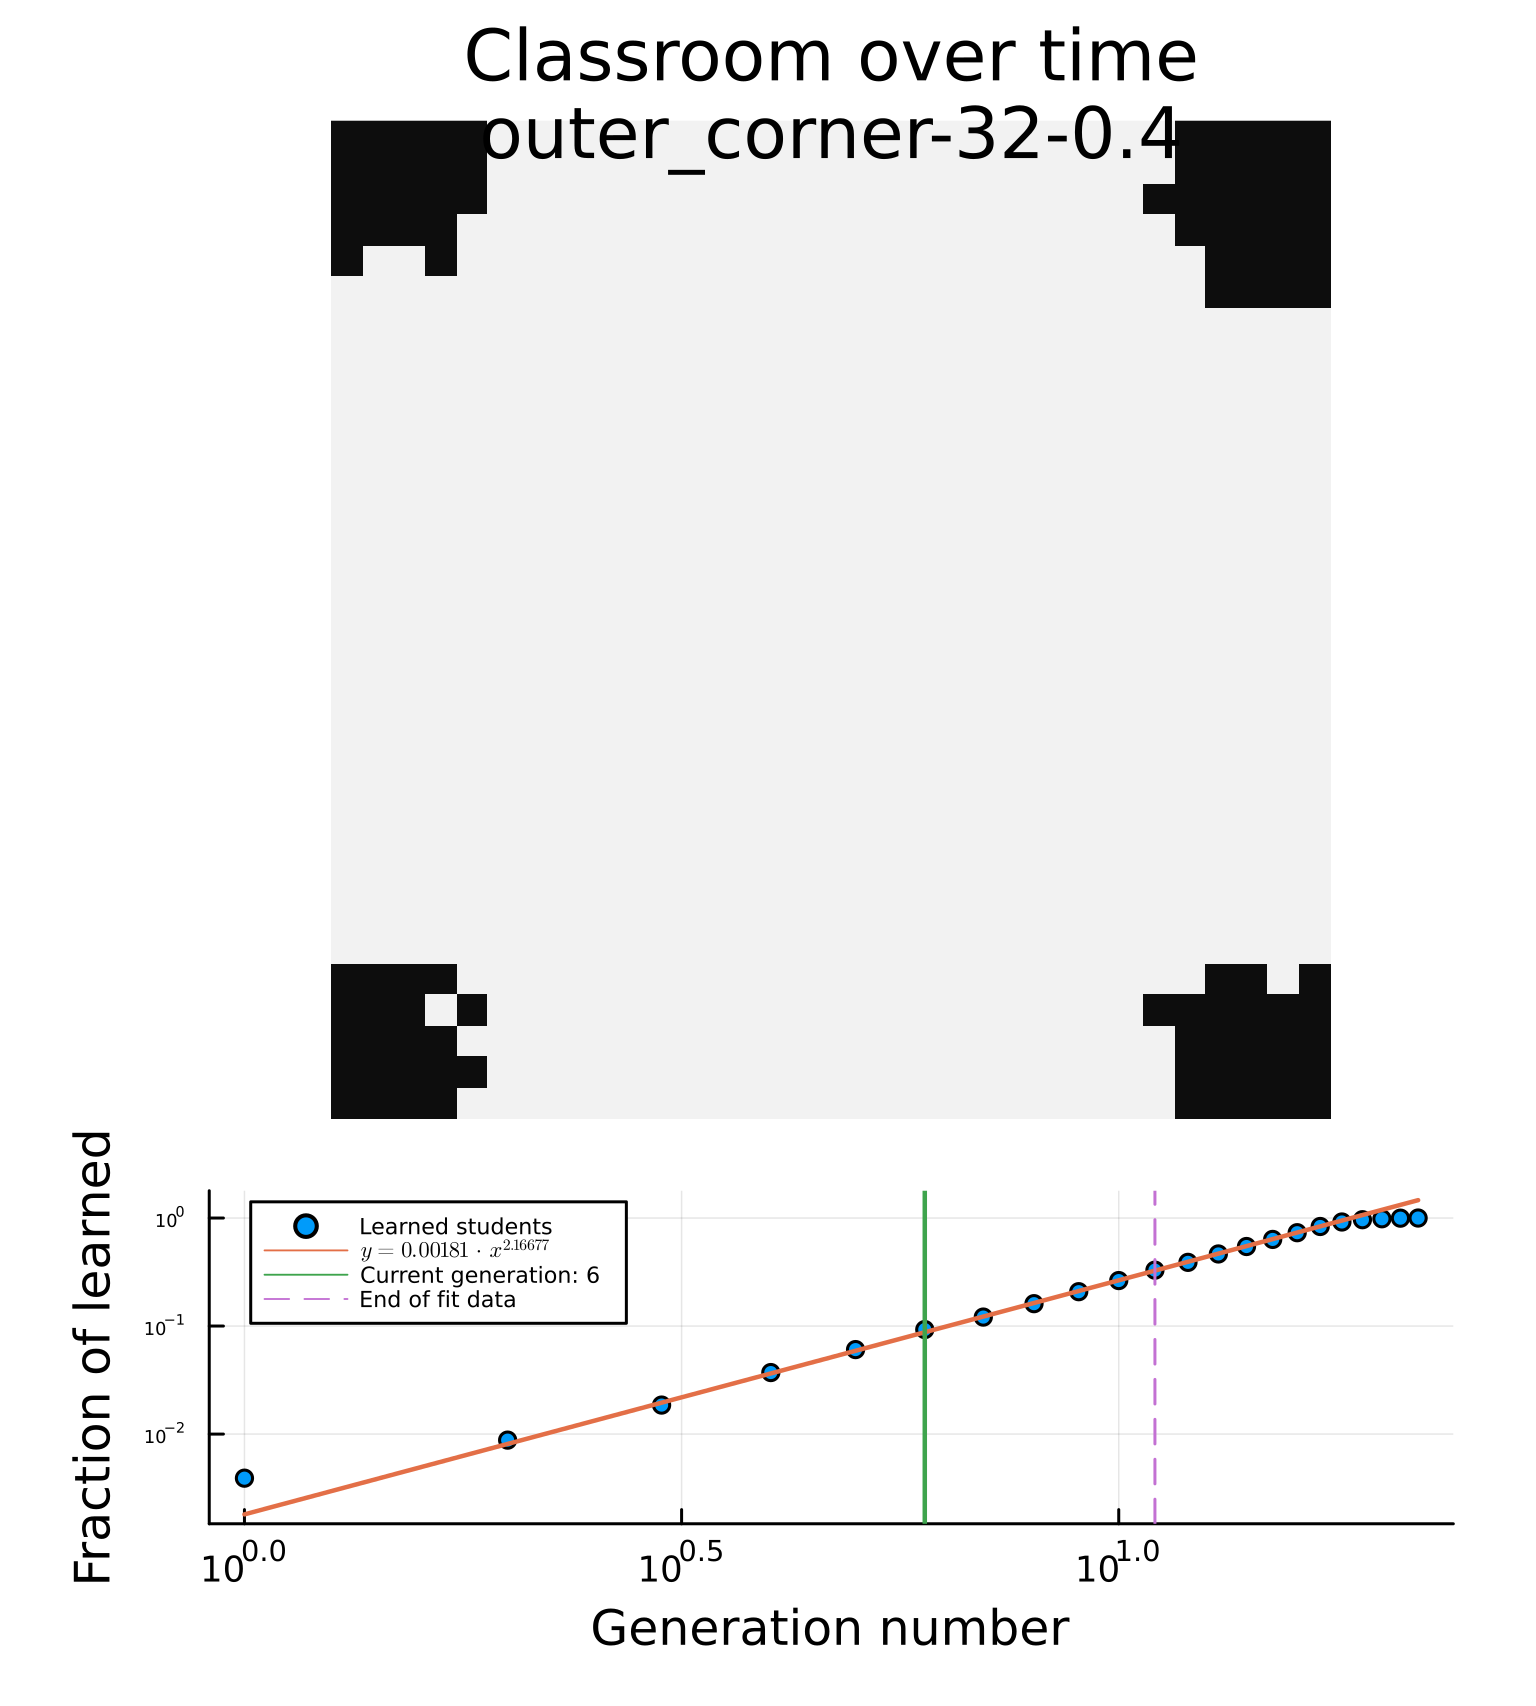 Classroom over time
outer_corner-32-0.4
Fraction of learned
10^0
10^−1
10^−2
Learned students
y = 0.00181 · x^2.16677
Current generation: 6
End of fit data
10^0.0 10^0.5 10^1.0
Generation number